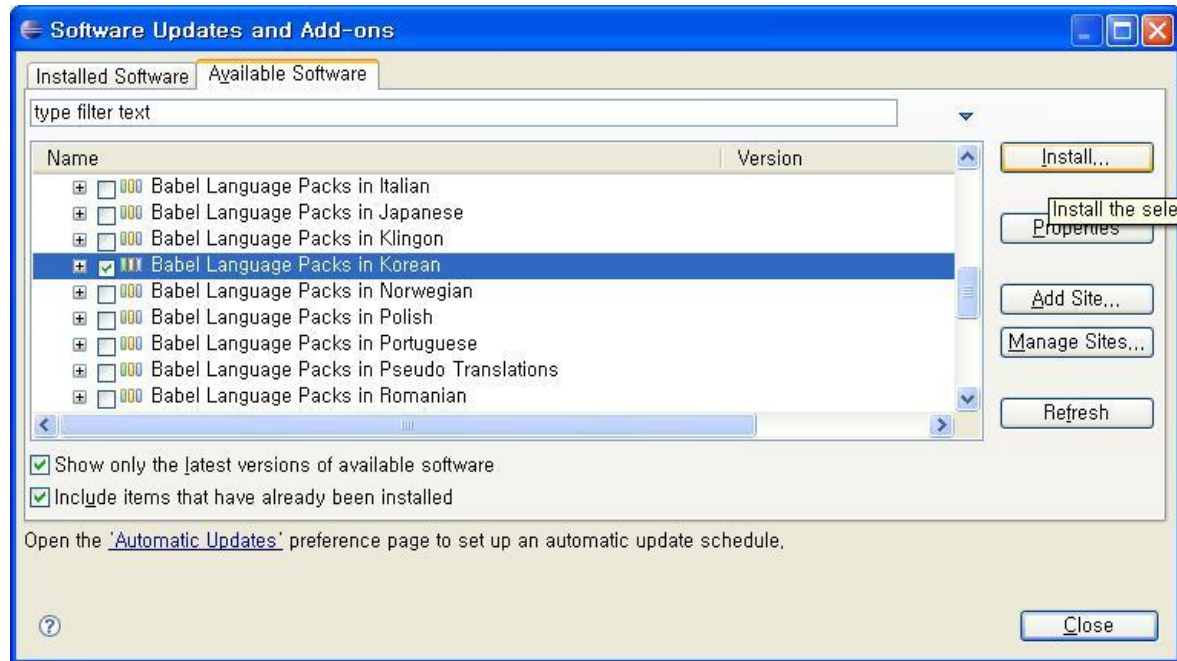 Software Updates and Add-ons
Installed Software
Available Software
type filter text
Name Version
Babel Language Packs in Italian
Babel Language Packs in Japanese
Babel Language Packs in Klingon
Babel Language Packs in Korean
Babel Language Packs in Norwegian
Babel Language Packs in Polish
Babel Language Packs in Portuguese
Babel Language Packs in Pseudo Translations
Babel Language Packs in Romanian
Install...
Install the sele
Properties
Add Site...
Manage Sites...
Refresh
Show only the latest versions of available software
Include items that have already been installed
Open the 'Automatic Updates' preference page to set up an automatic update schedule.
?
Close